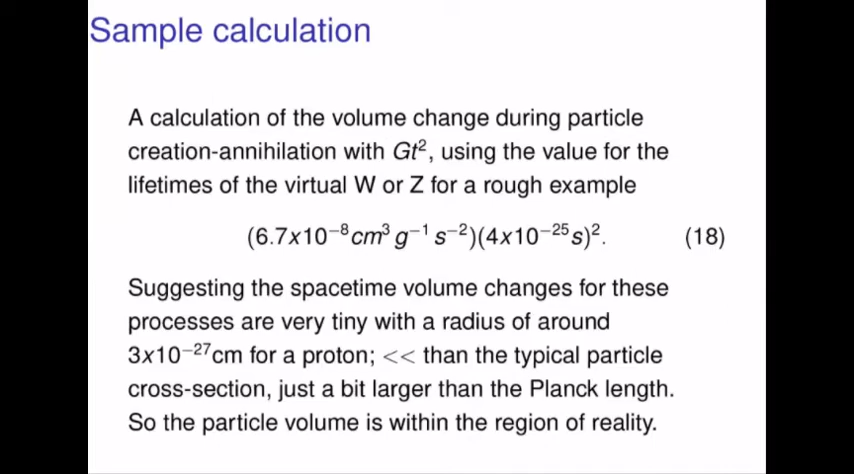 Sample calculation
A calculation of the volume change during particle
creation-annihilation with Gt², using the value for the
lifetimes of the virtual W or Z for a rough example
(6.7x10⁻⁸cm³ g⁻¹ s⁻²)(4x10⁻²⁵s)². (18)
Suggesting the spacetime volume changes for these
processes are very tiny with a radius of around
3x10⁻²⁷cm for a proton; << than the typical particle
cross-section, just a bit larger than the Planck length.
So the particle volume is within the region of reality.